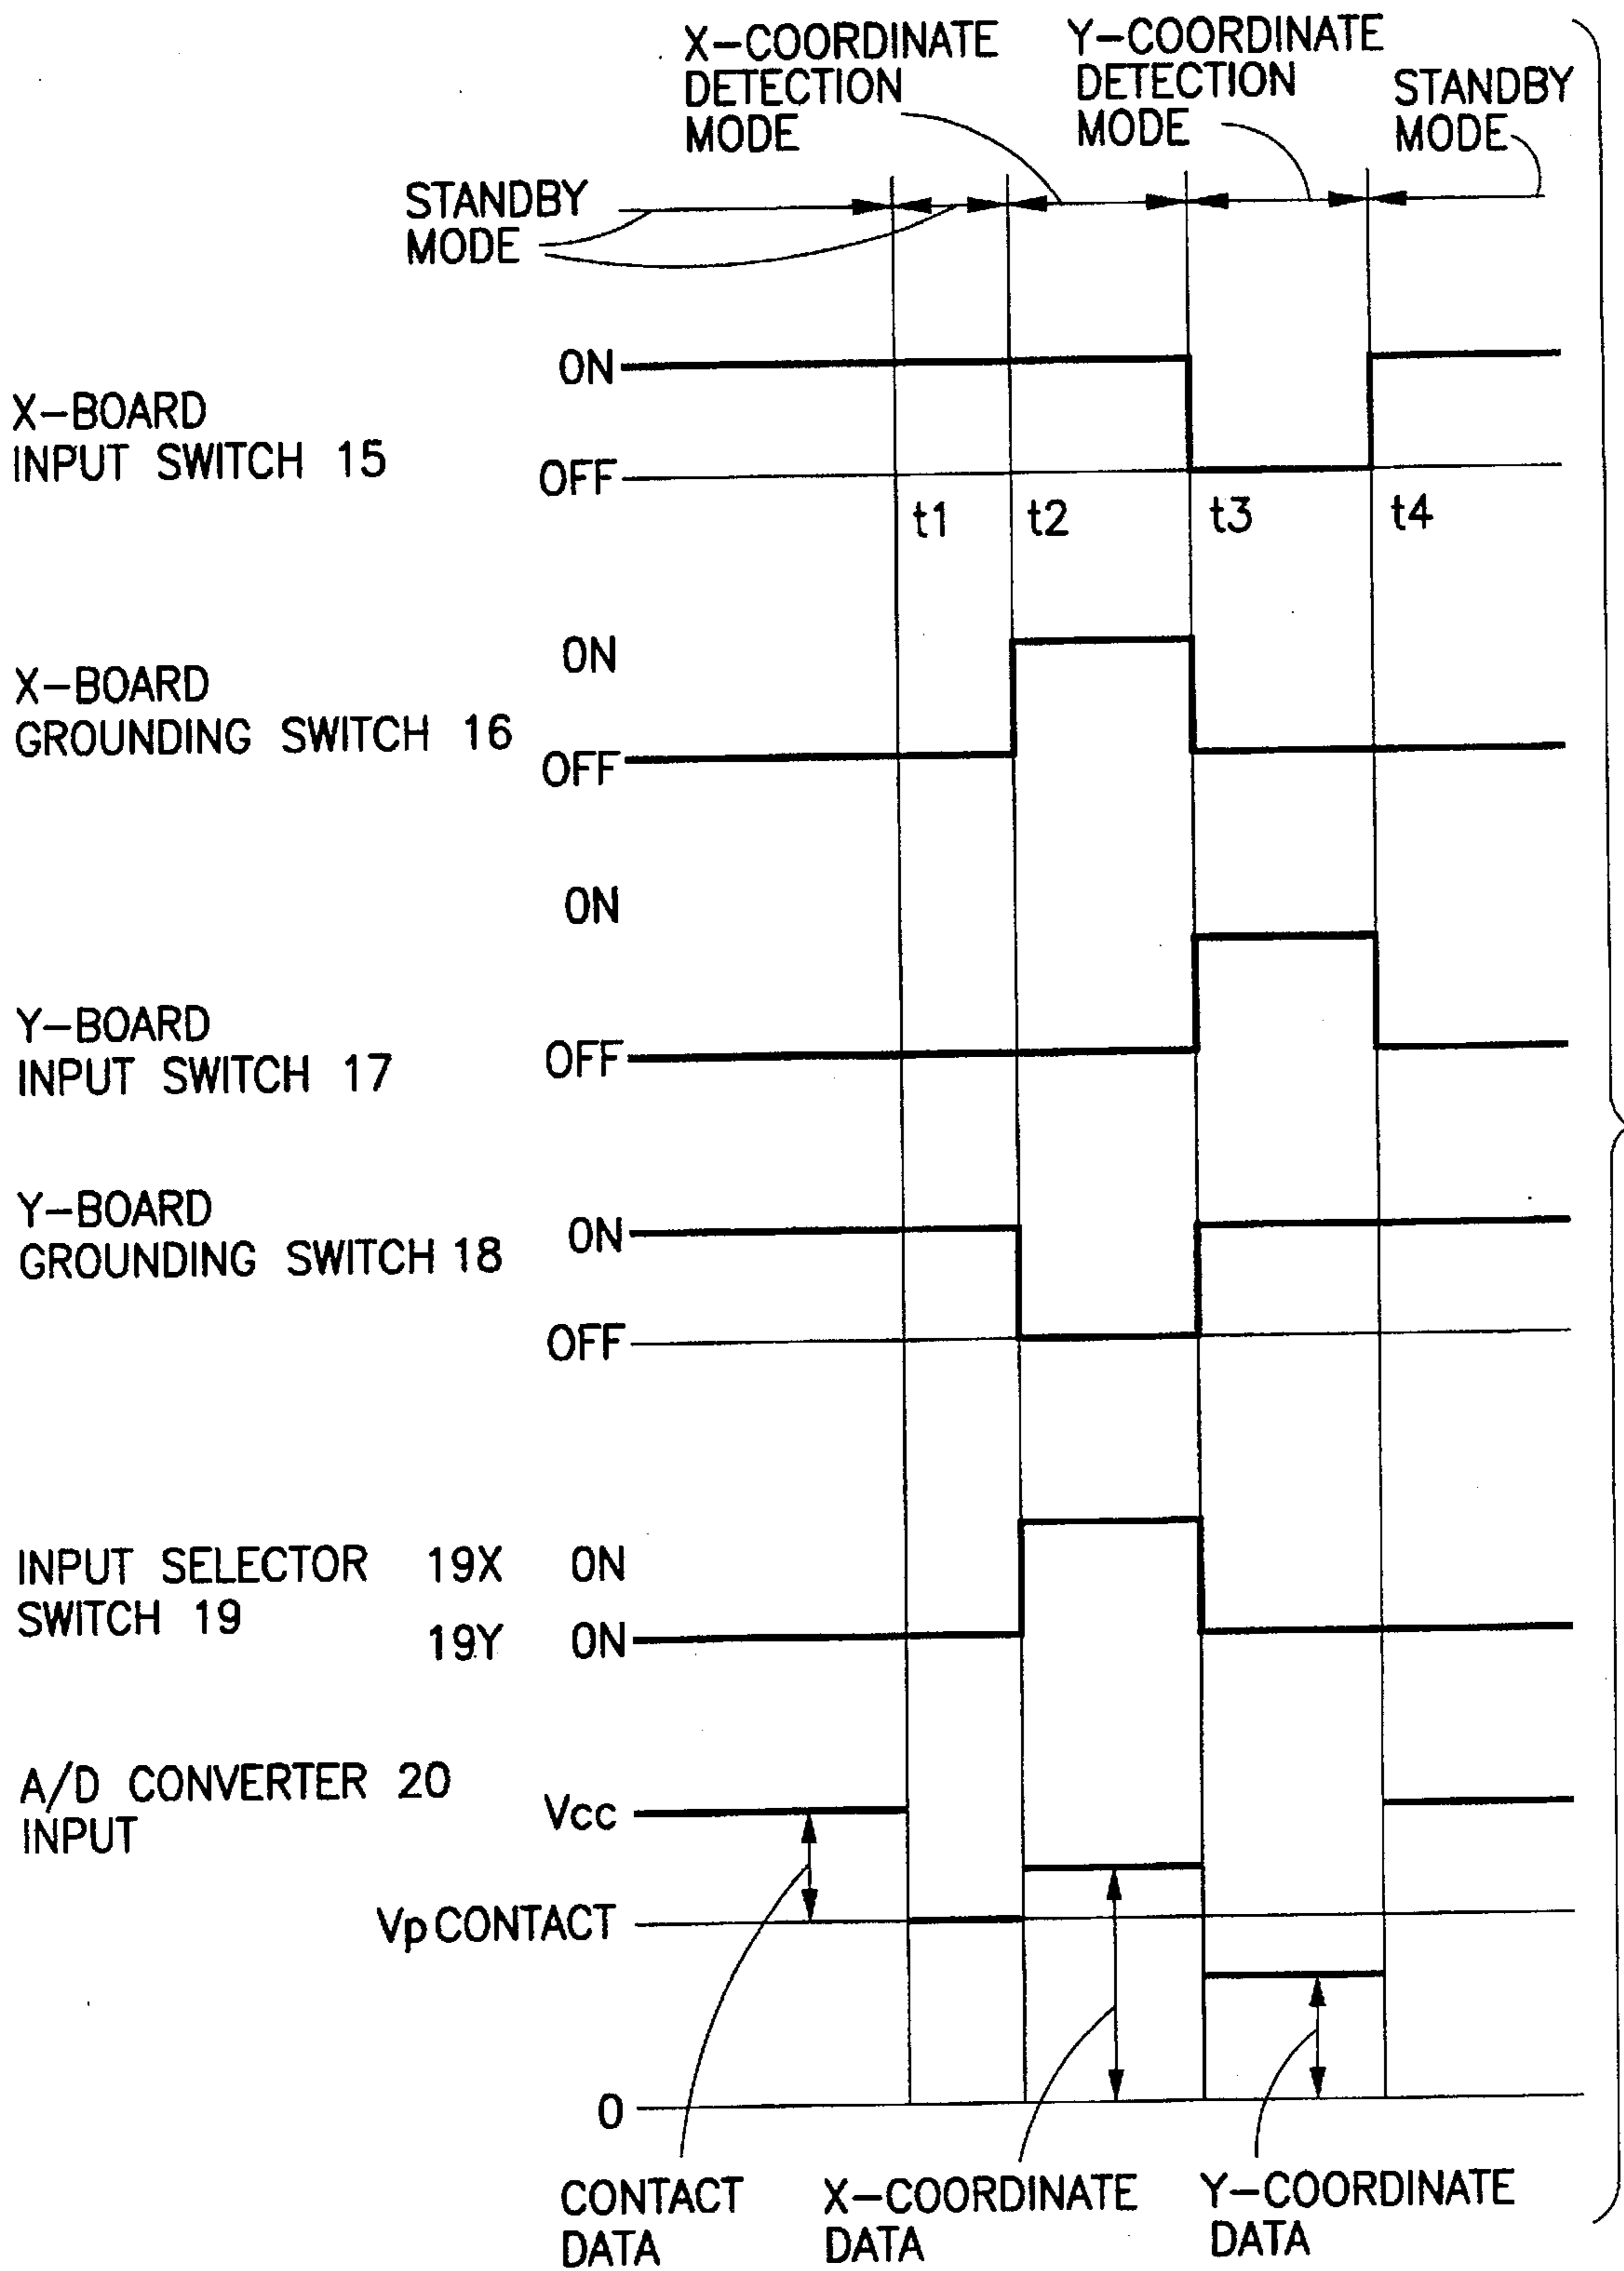 X-COORDINATE
DETECTION
MODE
Y-COORDINATE
DETECTION
MODE
STANDBY
MODE
STANDBY
MODE
X-BOARD
INPUT SWITCH 15
ON
OFF
t1
t2
t3
t4
X-BOARD
GROUNDING SWITCH 16
ON
OFF
Y-BOARD
INPUT SWITCH 17
ON
OFF
Y-BOARD
GROUNDING SWITCH 18
ON
OFF
INPUT SELECTOR 19X ON
SWITCH 19
19Y ON
A/D CONVERTER 20
INPUT
Vcc
Vp CONTACT
0
CONTACT
DATA
X-COORDINATE
DATA
Y-COORDINATE
DATA